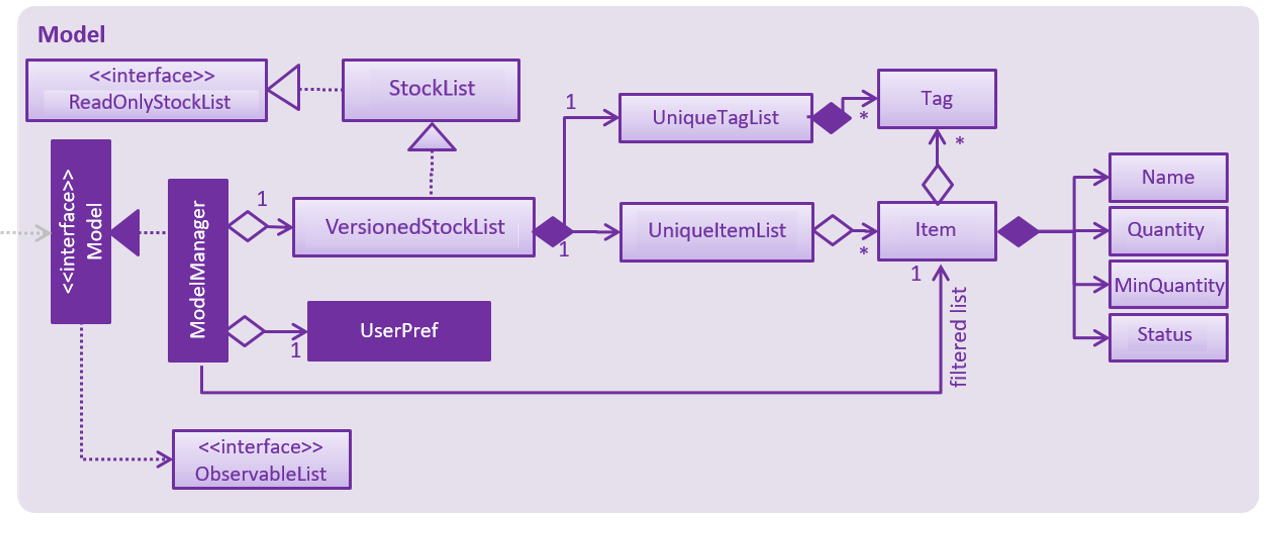 Model
<<interface>>
ReadOnlyStockList
StockList
1
UniqueTagList
*
Tag
*
<<interface>>
Model
ModelManager
1
VersionedStockList
1
UniqueItemList
*
Item
Name
Quantity
MinQuantity
Status
1
UserPref
1
filtered list
<<interface>>
ObservableList